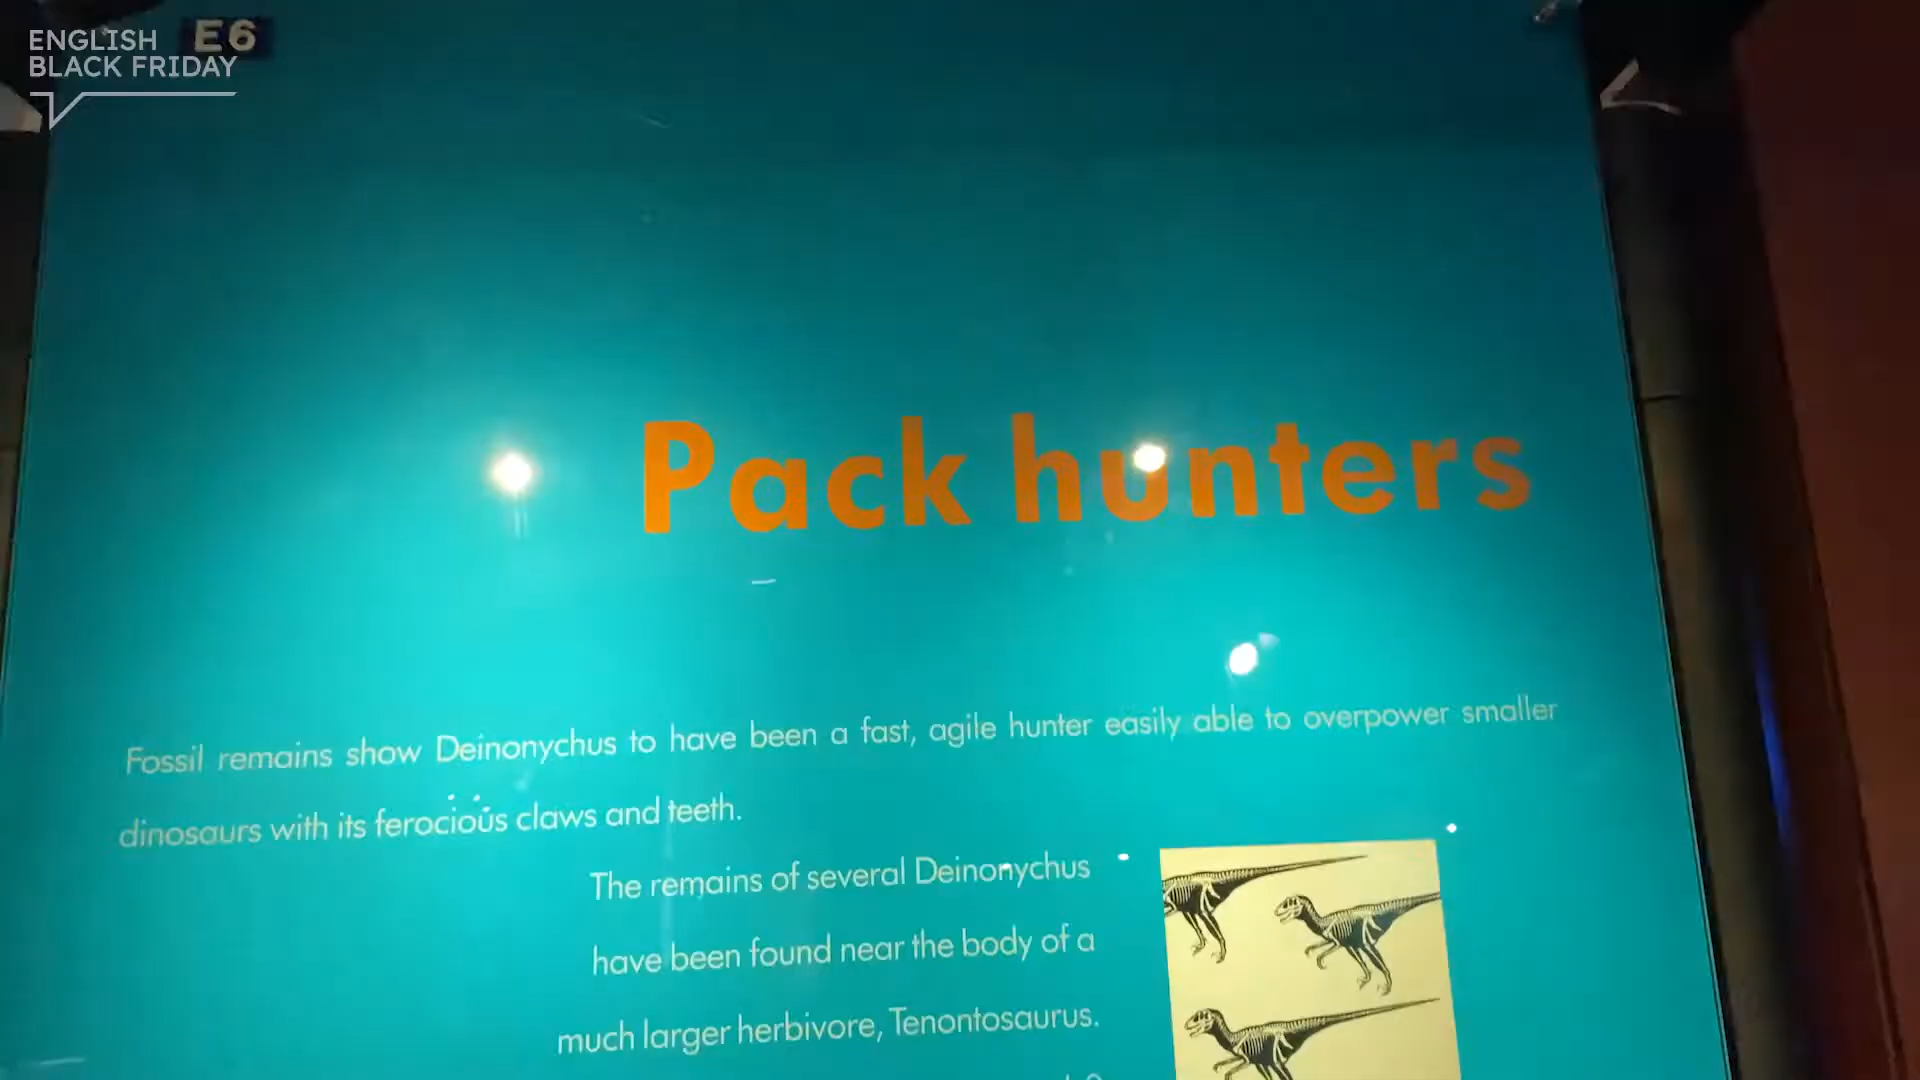 E6
ENGLISH
BLACK FRIDAY
Pack hunters
Fossil remains show Deinonychus to have been a fast, agile hunter easily able to overpower smaller
dinosaurs with its ferocious claws and teeth.
The remains of several Deinonychus
have been found near the body of a
much larger herbivore, Tenontosaurus.